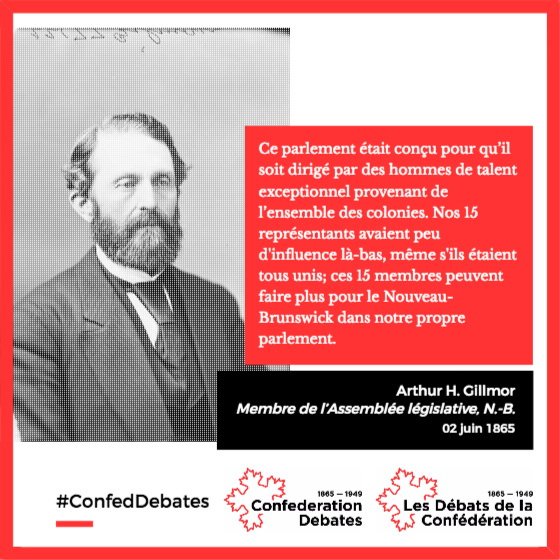 Ce parlement était conçu pour qu’il
soit dirigé par des hommes de talent
exceptionnel provenant de
l’ensemble des colonies. Nos 15
représentants avaient peu
d'influence là-bas, même s'ils étaient
tous unis; ces 15 membres peuvent
faire plus pour le Nouveau-
Brunswick dans notre propre
parlement.
Arthur H. Gillmor
Membre de l’Assemblée législative, N.-B.
02 juin 1865
#ConfedDebates
1865 — 1949
Confederation
Debates
1865 — 1949
Les Débats de la
Confédération